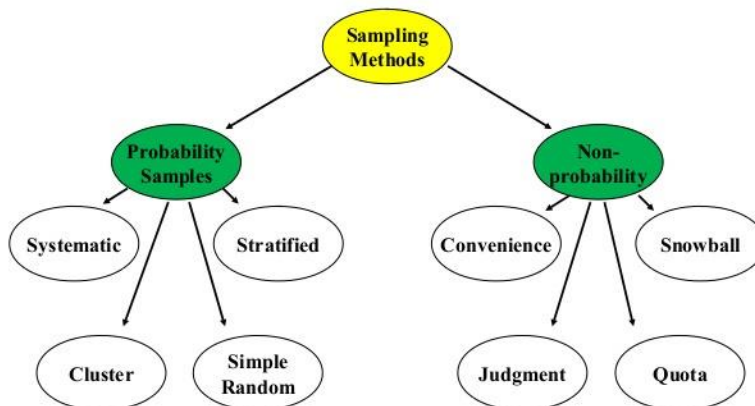 Sampling
Methods
Probability
Samples
Non-
probability
Systematic
Stratified
Convenience
Snowball
Cluster
Simple
Random
Judgment
Quota